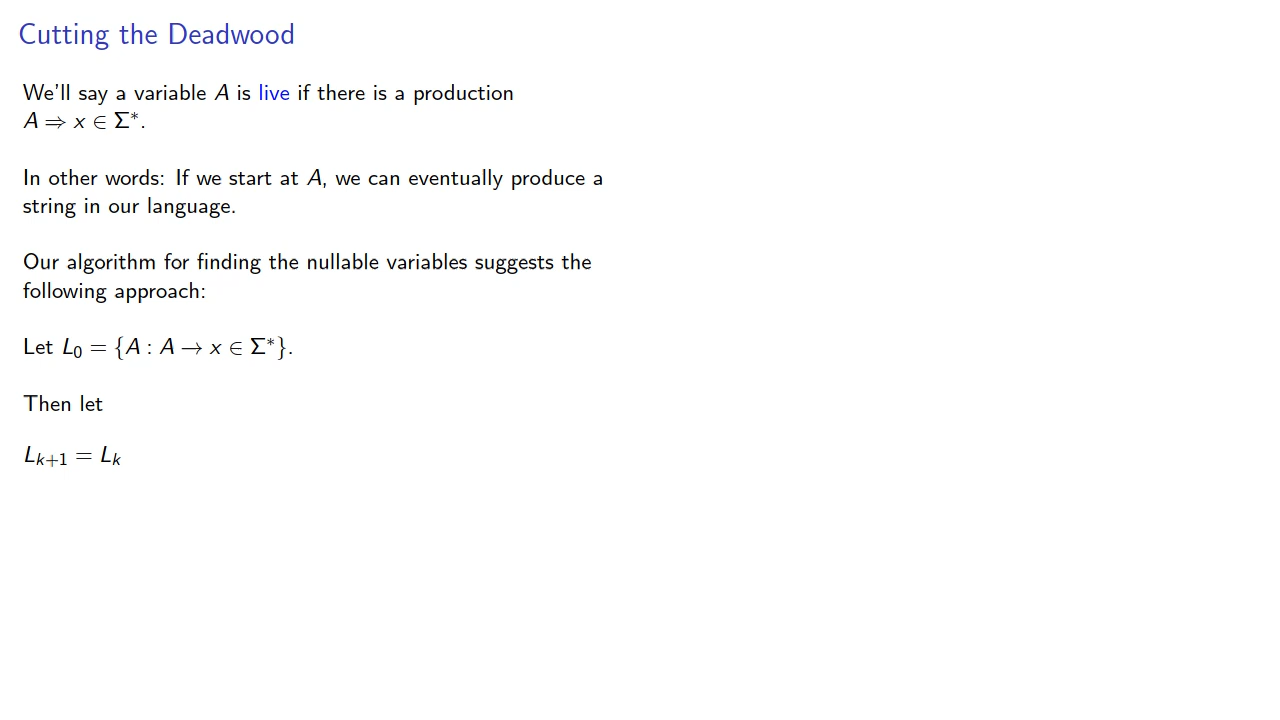 Cutting the Deadwood
We'll say a variable A is live if there is a production
A ⇒ x ∈ Σ*.
In other words: If we start at A, we can eventually produce a
string in our language.
Our algorithm for finding the nullable variables suggests the
following approach:
Let L₀ = {A : A → x ∈ Σ*}.
Then let
Lₖ₊₁ = Lₖ